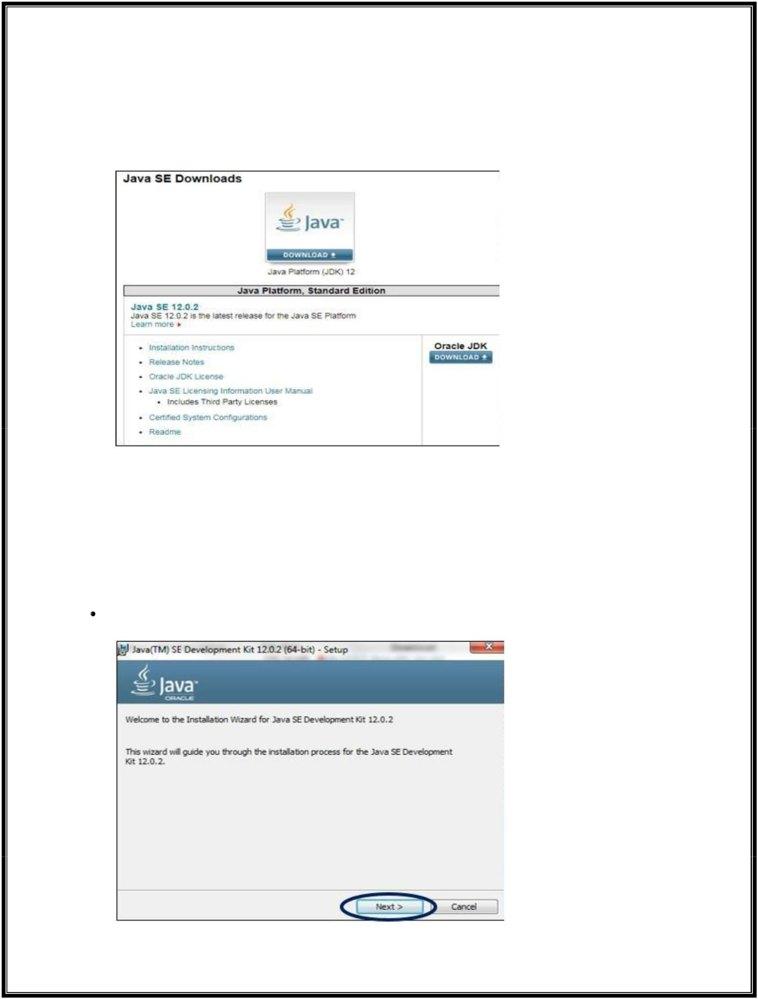 Java SE Downloads
Java™
DOWNLOAD
Java Platform (JDK) 12
Java Platform, Standard Edition
Java SE 12.0.2
Java SE 12.0.2 is the latest release for the Java SE Platform
Learn more
• Installation Instructions
• Release Notes
• Oracle JDK License
• Java SE Licensing Information User Manual
• Includes Third Party Licenses
• Certified System Configurations
• Readme
Oracle JDK
DOWNLOAD
•
Java(TM) SE Development Kit 12.0.2 (64-bit) - Setup
Java™
ORACLE
Welcome to the Installation Wizard for Java SE Development Kit 12.0.2
This wizard will guide you through the installation process for the Java SE Development
Kit 12.0.2.
Next >
Cancel